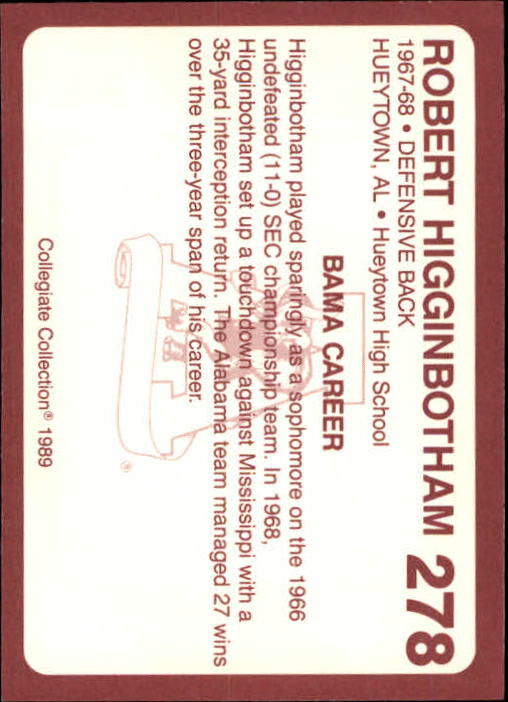 ROBERT HIGGINBOTHAM 278
1967-68 • DEFENSIVE BACK
HUEYTOWN, AL • Hueytown High School
BAMA CAREER
Higginbotham played sparingly as a sophomore on the 1966
undefeated (11-0) SEC championship team. In 1968,
Higginbotham set up a touchdown against Mississippi with a
35-yard interception return. The Alabama team managed 27 wins
over the three-year span of his career.
®
Collegiate Collection® 1989